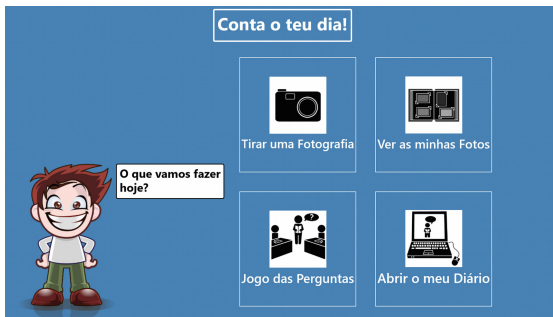 Conta o teu dia!
Tirar uma Fotografia
Ver as minhas Fotos
O que vamos fazer
hoje?
?
Jogo das Perguntas
Abrir o meu Diário